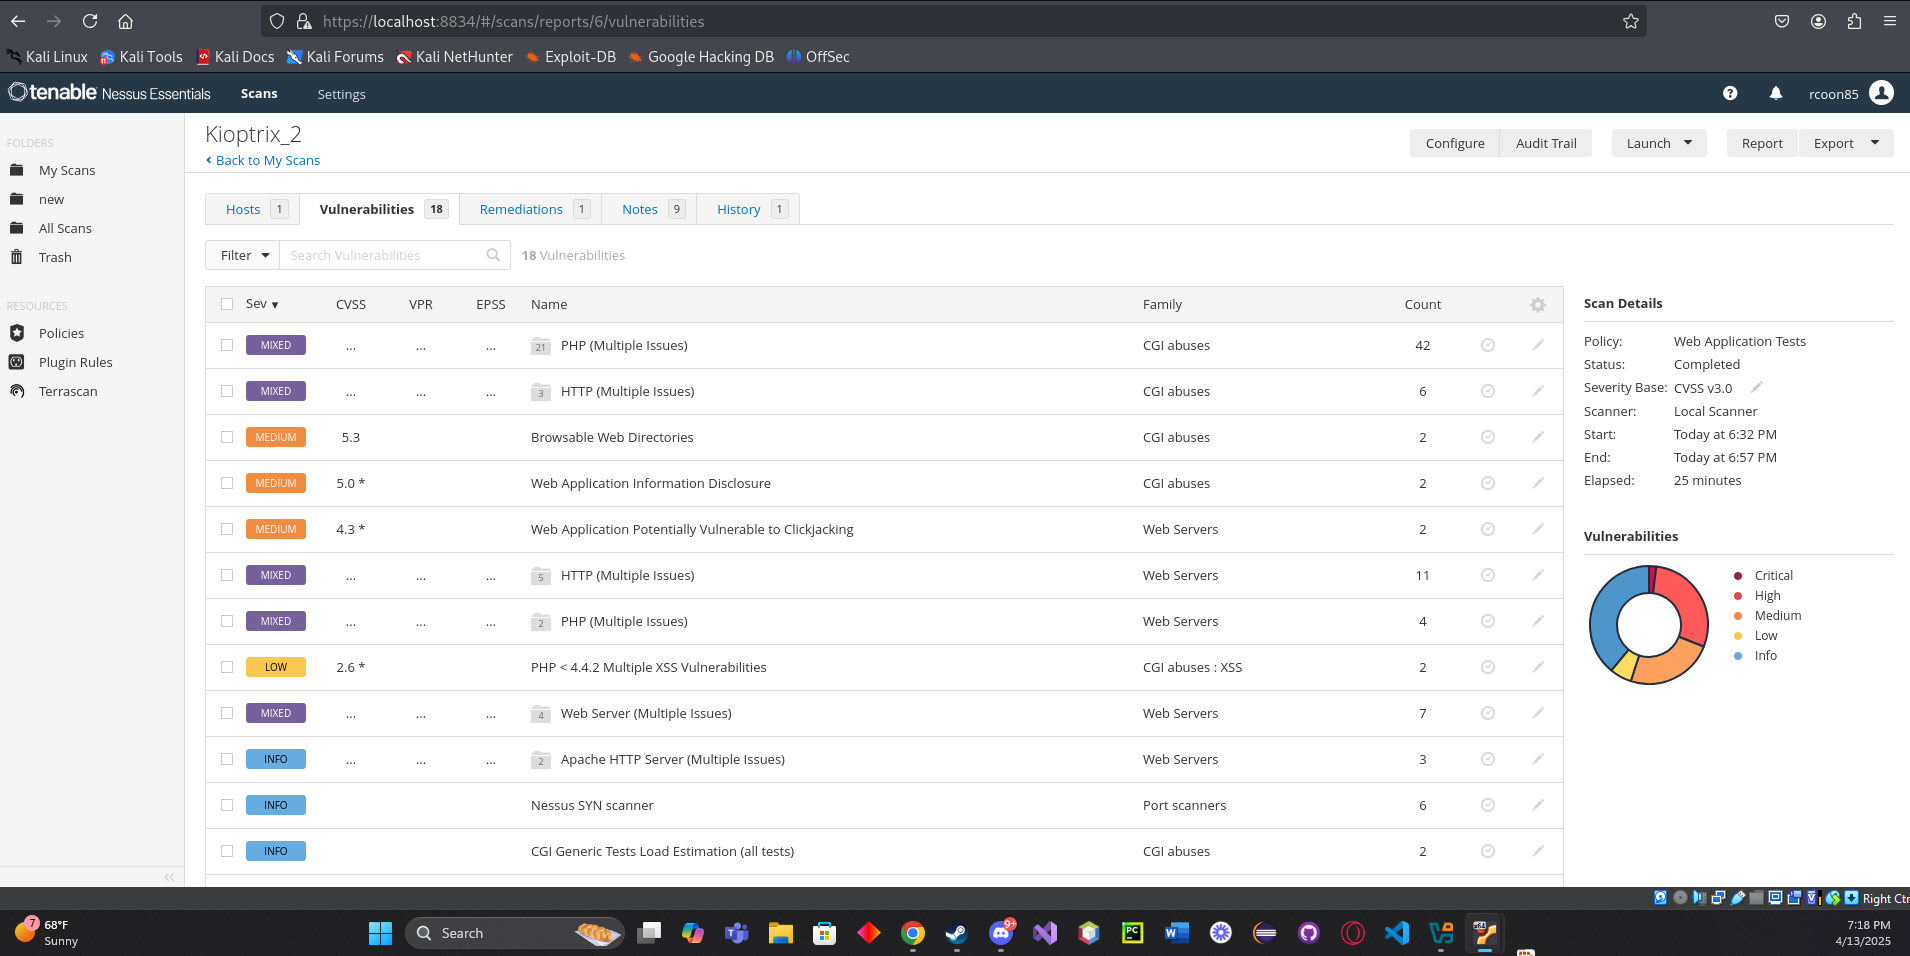 https://localhost:8834/#/scans/reports/6/vulnerabilities
Kali Linux Kali Tools Kali Docs Kali Forums Kali NetHunter Exploit-DB Google Hacking DB OffSec
tenable Nessus Essentials Scans Settings ? rcoon85
FOLDERS
My Scans
new
All Scans
Trash
RESOURCES
Policies
Plugin Rules
Terrascan
Kioptrix_2
Back to My Scans
Configure Audit Trail Launch Report Export
Hosts 1 Vulnerabilities 18 Remediations 1 Notes 9 History 1
Filter Search Vulnerabilities 18 Vulnerabilities
Sev CVSS VPR EPSS Name Family Count
MIXED ... ... ... 21 PHP (Multiple Issues) CGI abuses 42
MIXED ... ... ... 3 HTTP (Multiple Issues) CGI abuses 6
MEDIUM 5.3 Browsable Web Directories CGI abuses 2
MEDIUM 5.0 * Web Application Information Disclosure CGI abuses 2
MEDIUM 4.3 * Web Application Potentially Vulnerable to Clickjacking Web Servers 2
MIXED ... ... ... 5 HTTP (Multiple Issues) Web Servers 11
MIXED ... ... ... 2 PHP (Multiple Issues) Web Servers 4
LOW 2.6 * PHP < 4.4.2 Multiple XSS Vulnerabilities CGI abuses : XSS 2
MIXED ... ... ... 4 Web Server (Multiple Issues) Web Servers 7
INFO ... ... ... 2 Apache HTTP Server (Multiple Issues) Web Servers 3
INFO Nessus SYN scanner Port scanners 6
INFO CGI Generic Tests Load Estimation (all tests) CGI abuses 2
Scan Details
Policy: Web Application Tests
Status: Completed
Severity Base: CVSS v3.0
Scanner: Local Scanner
Start: Today at 6:32 PM
End: Today at 6:57 PM
Elapsed: 25 minutes
Vulnerabilities
Critical
High
Medium
Low
Info
Right Ctr
7 68°F
Sunny
Search
9+
PC
W
x64
7:18 PM
4/13/2025